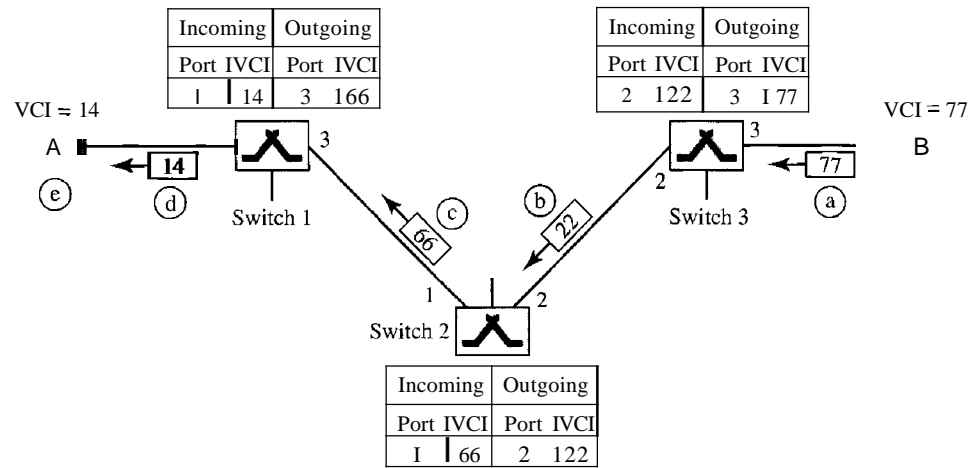 Incoming Outgoing
Port IVCI Port IVCI
I 14 3 166
Incoming Outgoing
Port IVCI Port IVCI
2 122 3 I 77
VCI = 14
VCI = 77
A
3
3
B
14
77
2
e
d
Switch 1
c
b
Switch 3
a
66
22
1
2
Switch 2
Incoming Outgoing
Port IVCI Port IVCI
I 66 2 122